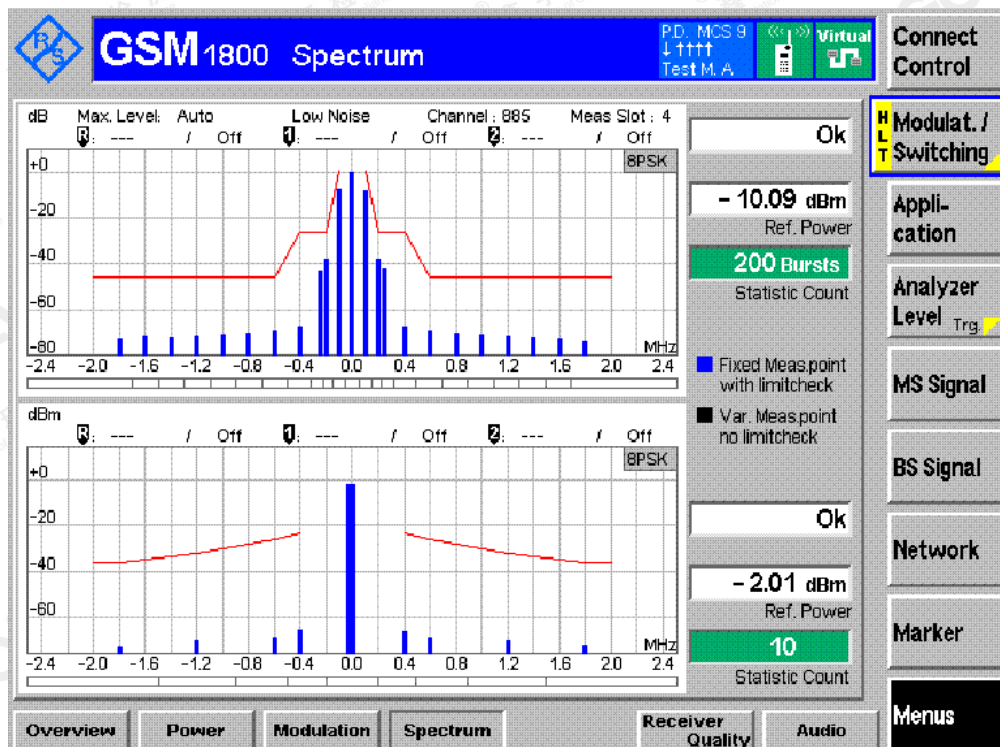 R/S
GSM 1800 Spectrum
P.D. MCS 9
Test M. A
Virtual
Connect Control
dB Max. Level: Auto Low Noise Channel : 885 Meas Slot : 4
R: --- / Off 1: --- / Off 2: --- / Off
8PSK
+0
-20
-40
-60
-80
MHz
-2.4 -2.0 -1.6 -1.2 -0.8 -0.4 0.0 0.4 0.8 1.2 1.6 2.0 2.4
Ok
- 10.09 dBm
Ref. Power
200 Bursts
Statistic Count
Fixed Meas.point
with limitcheck
Var. Meas.point
no limitcheck
dBm
R: --- / Off 1: --- / Off 2: --- / Off
8PSK
+0
-20
-40
-60
MHz
-2.4 -2.0 -1.6 -1.2 -0.8 -0.4 0.0 0.4 0.8 1.2 1.6 2.0 2.4
Ok
- 2.01 dBm
Ref. Power
10
Statistic Count
HLT
Modulat. /
Switching
Appli-
cation
Analyzer
Level Trg.
MS Signal
BS Signal
Network
Marker
Menus
Overview Power Modulation Spectrum Receiver Quality Audio